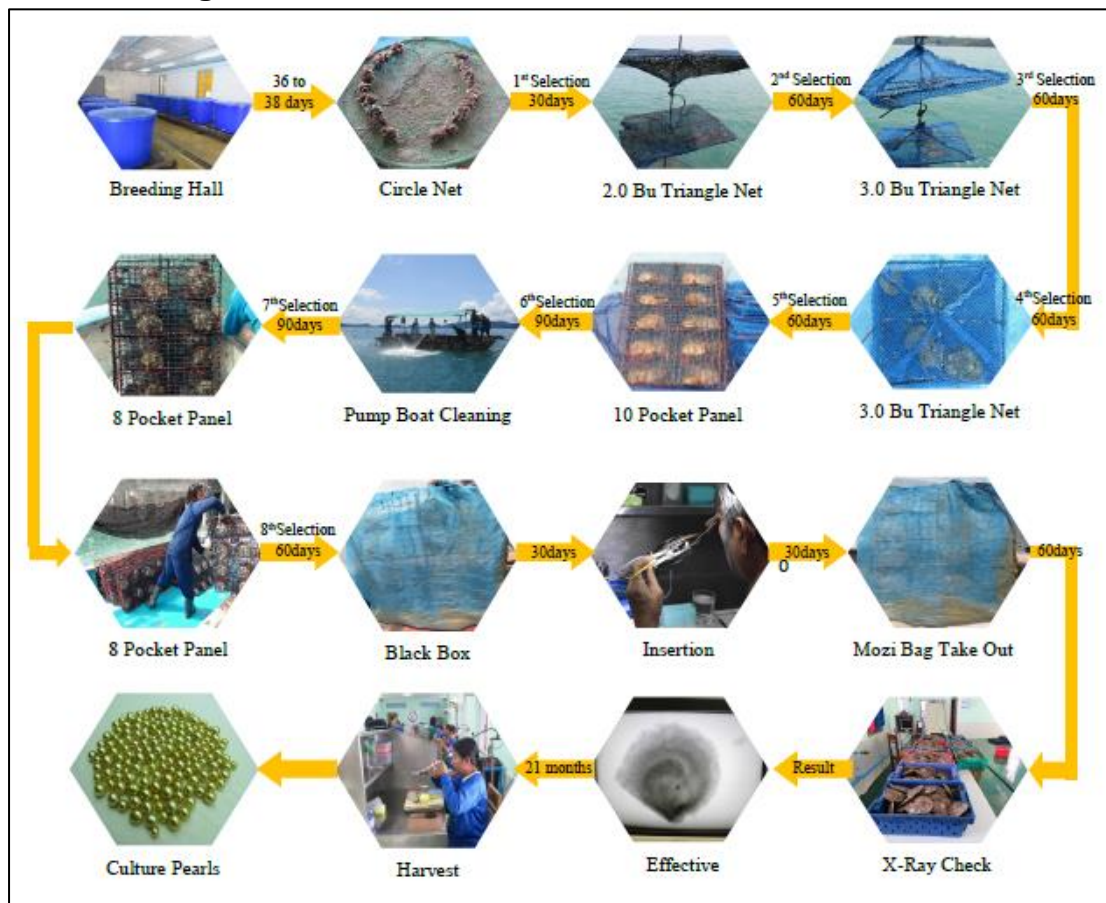 36 to
38 days
1st Selection
30days
2nd Selection
60days
3rd Selection
60days
Breeding Hall
Circle Net
2.0 Bu Triangle Net
3.0 Bu Triangle Net
7thSelection
90days
6thSelection
90days
5thSelection
60days
4thSelection
60days
8 Pocket Panel
Pump Boat Cleaning
10 Pocket Panel
3.0 Bu Triangle Net
8thSelection
60days
30days
30days
0
60days
8 Pocket Panel
Black Box
Insertion
Mozi Bag Take Out
21 months
Result
Culture Pearls
Harvest
Effective
X-Ray Check